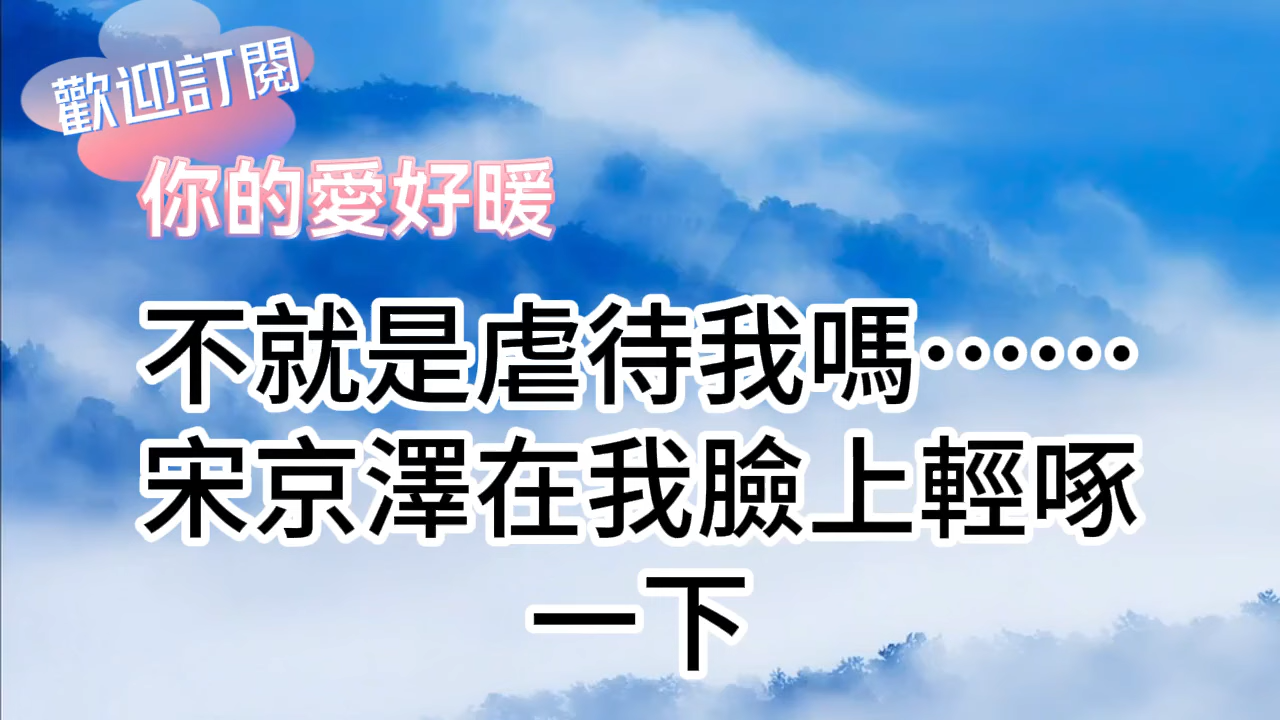 歡迎訂閱
你的愛好暖
不就是虐待我嗎……
宋京澤在我臉上輕啄
一下